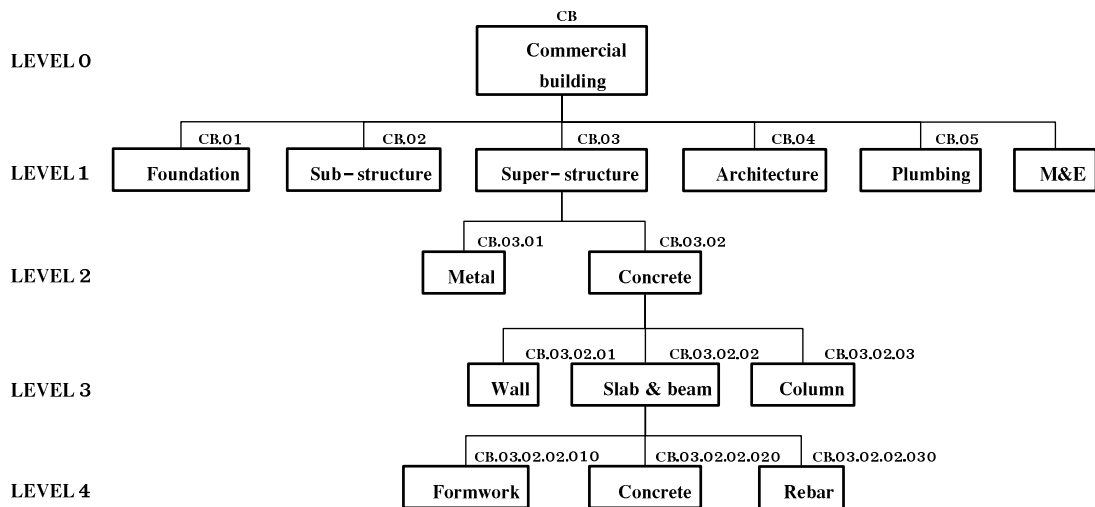 CB
LEVEL 0
Commercial
building
CB.01 CB.02 CB.03 CB.04 CB.05
LEVEL 1 Foundation Sub-structure Super-structure Architecture Plumbing M&E
CB.03.01 CB.03.02
LEVEL 2 Metal Concrete
CB.03.02.01 CB.03.02.02 CB.03.02.03
LEVEL 3 Wall Slab & beam Column
CB.03.02.02.010 CB.03.02.02.020 CB.03.02.02.030
LEVEL 4 Formwork Concrete Rebar